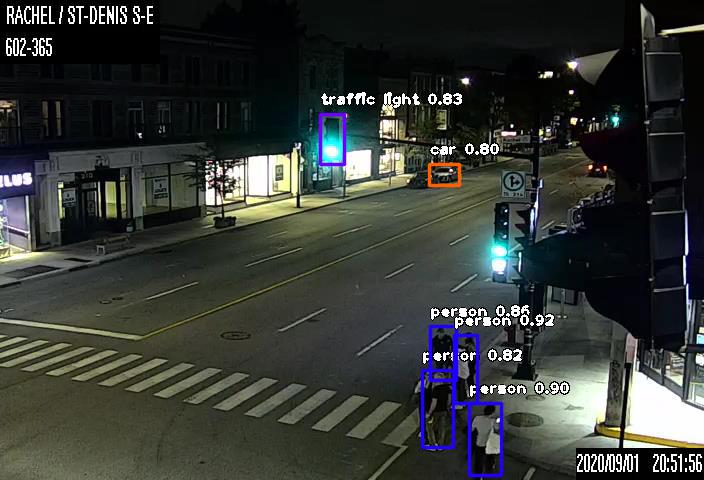 RACHEL / ST-DENIS S-E
602-365
traffic light 0.83
car 0.80
ELUS
person 0.86
person 0.92
person 0.82
person 0.90
2020/09/01 20:51:56